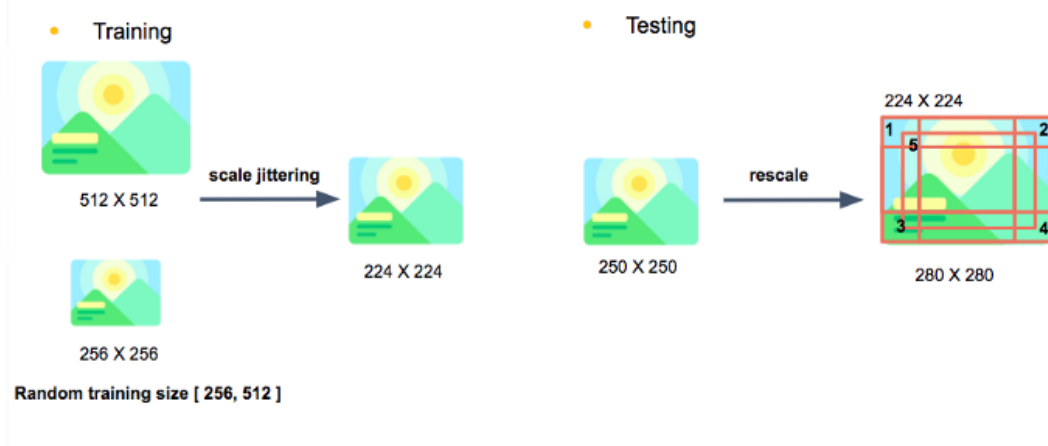 Training
512 X 512
scale jittering
224 X 224
256 X 256
Random training size [ 256, 512 ]
Testing
250 X 250
rescale
224 X 224
1
2
5
3
4
280 X 280